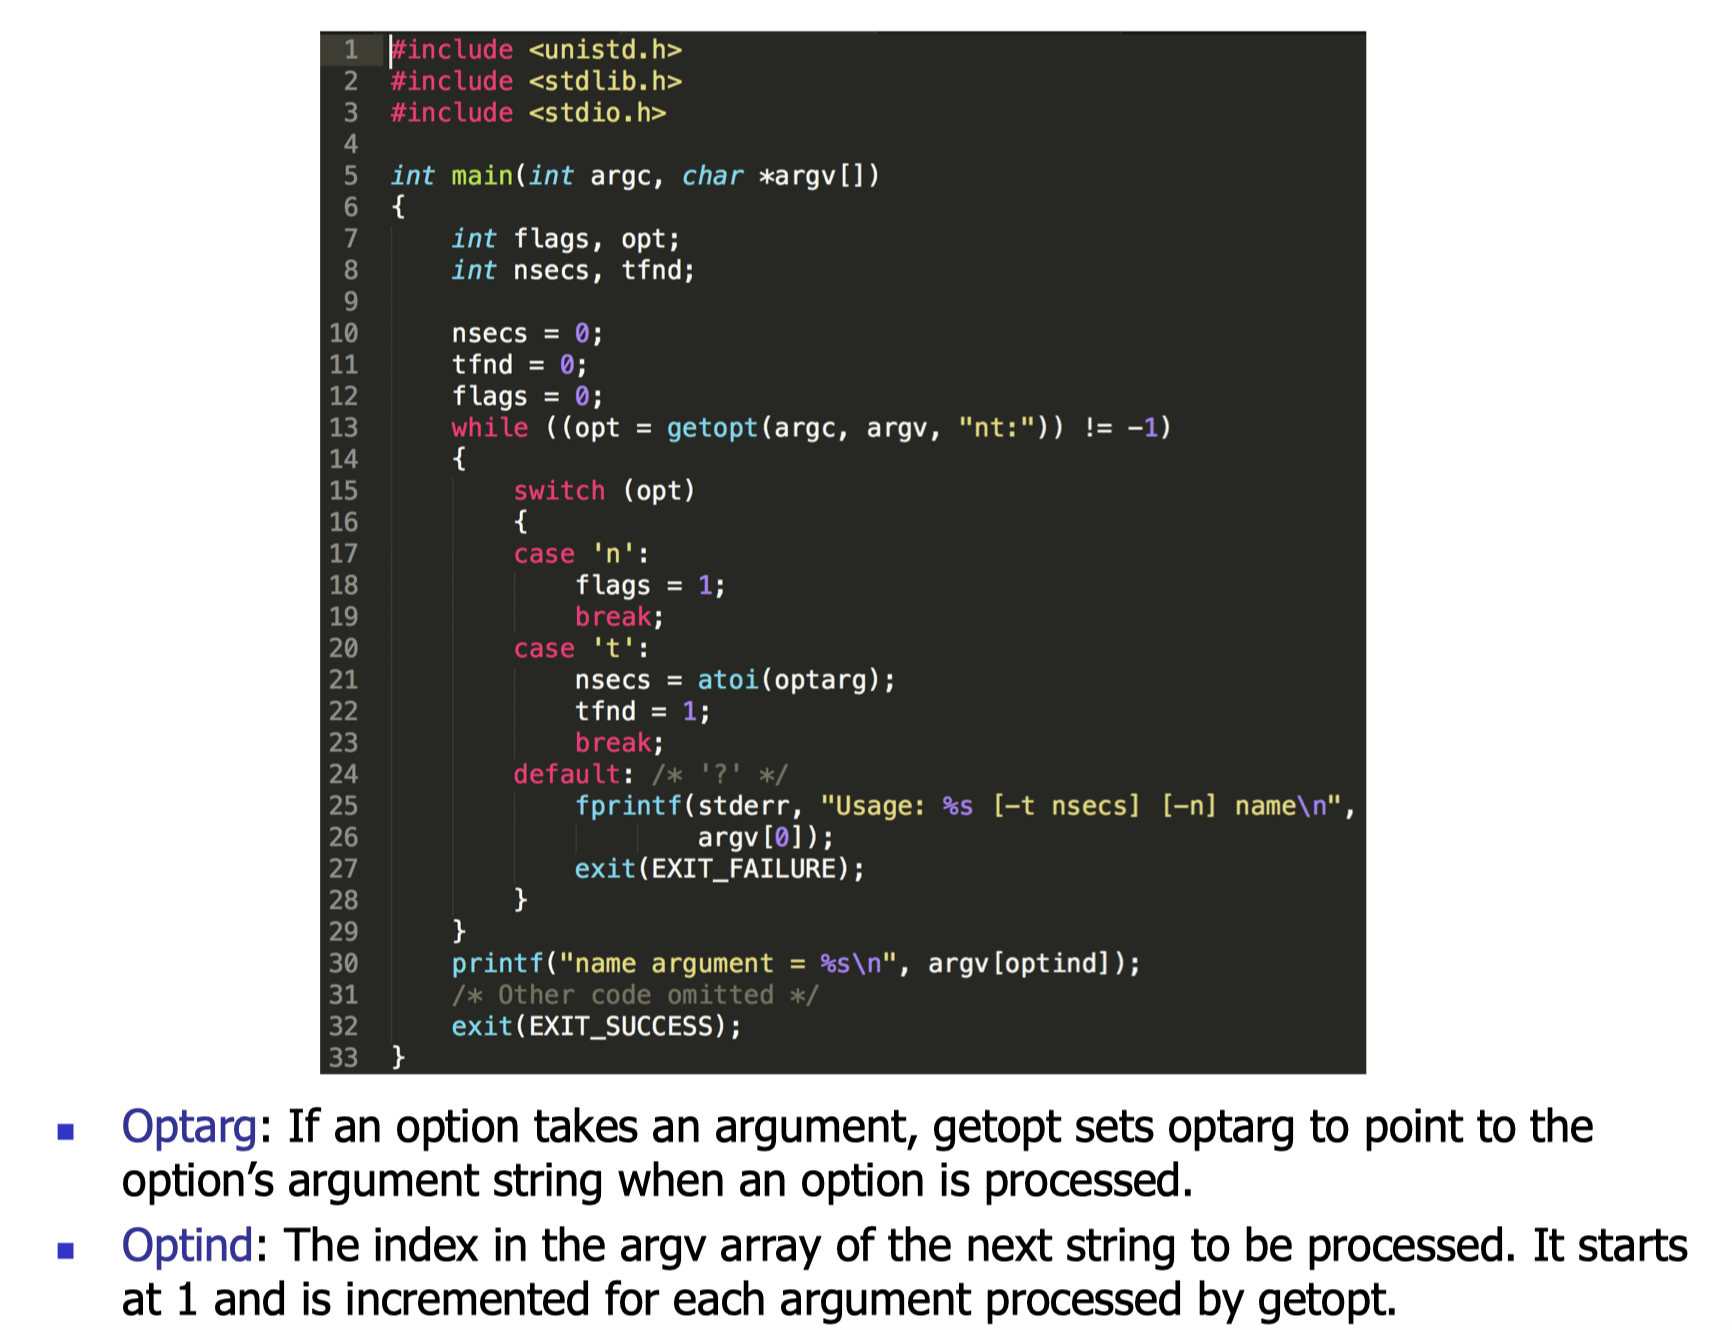 1 #include <unistd.h>
2 #include <stdlib.h>
3 #include <stdio.h>
4
5 int main(int argc, char *argv[])
6 {
7     int flags, opt;
8     int nsecs, tfnd;
9
10     nsecs = 0;
11     tfnd = 0;
12     flags = 0;
13     while ((opt = getopt(argc, argv, "nt:")) != -1)
14     {
15         switch (opt)
16         {
17         case 'n':
18             flags = 1;
19             break;
20         case 't':
21             nsecs = atoi(optarg);
22             tfnd = 1;
23             break;
24         default: /* '?' */
25             fprintf(stderr, "Usage: %s [-t nsecs] [-n] name\n",
26                     argv[0]);
27             exit(EXIT_FAILURE);
28         }
29     }
30     printf("name argument = %s\n", argv[optind]);
31     /* Other code omitted */
32     exit(EXIT_SUCCESS);
33 }
▪ Optarg: If an option takes an argument, getopt sets optarg to point to the
option’s argument string when an option is processed.
▪ Optind: The index in the argv array of the next string to be processed. It starts
at 1 and is incremented for each argument processed by getopt.